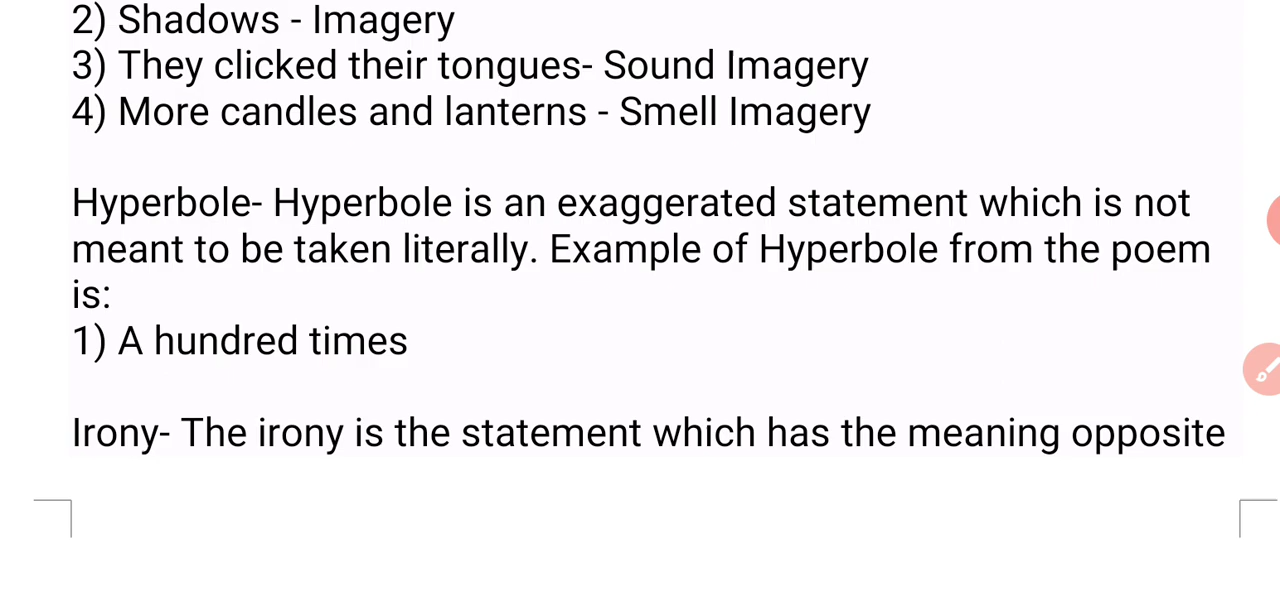 2) Shadows - Imagery
3) They clicked their tongues- Sound Imagery
4) More candles and lanterns - Smell Imagery
Hyperbole- Hyperbole is an exaggerated statement which is not
meant to be taken literally. Example of Hyperbole from the poem
is:
1) A hundred times
Irony- The irony is the statement which has the meaning opposite